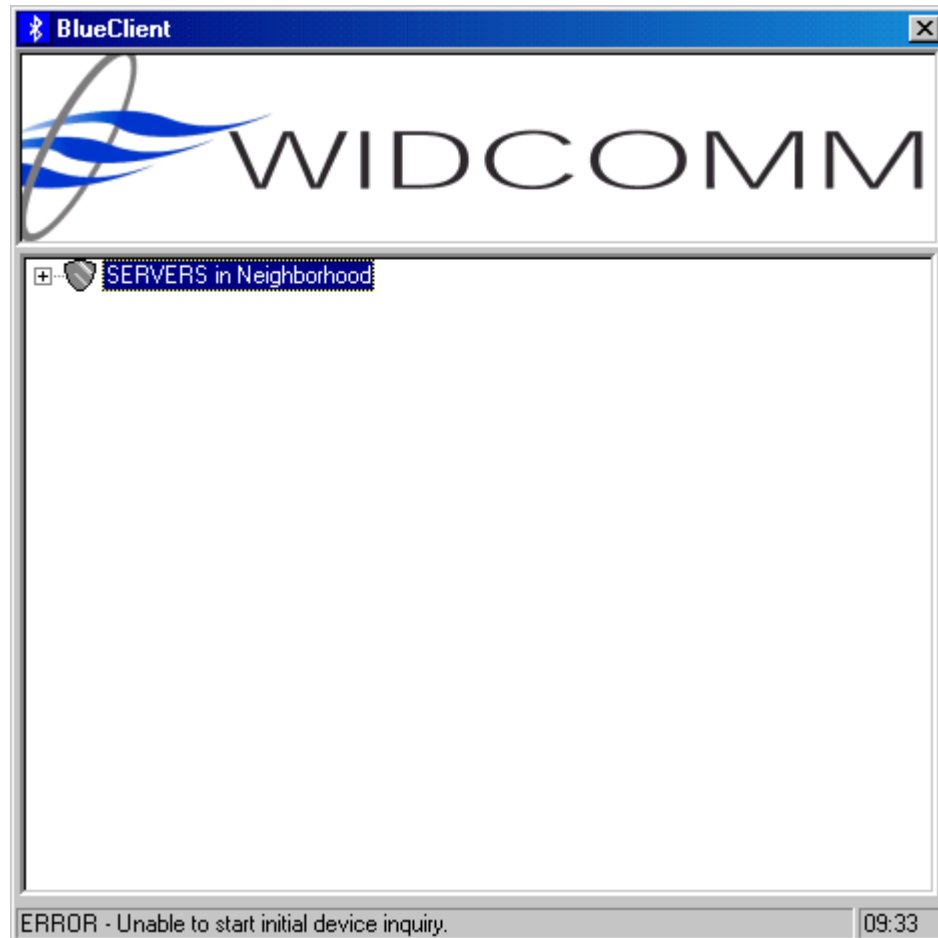 BlueClient
WIDCOMM
SERVERS in Neighborhood
ERROR - Unable to start initial device inquiry.
09:33